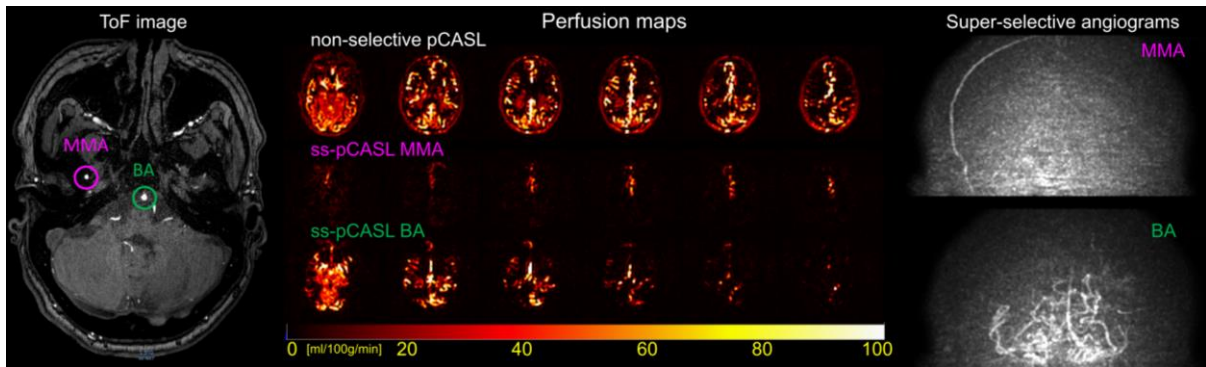 ToF image
MMA
BA
Perfusion maps
non-selective pCASL
ss-pCASL MMA
ss-pCASL BA
0 [ml/100g/min] 20 40 60 80 100
Super-selective angiograms
MMA
BA